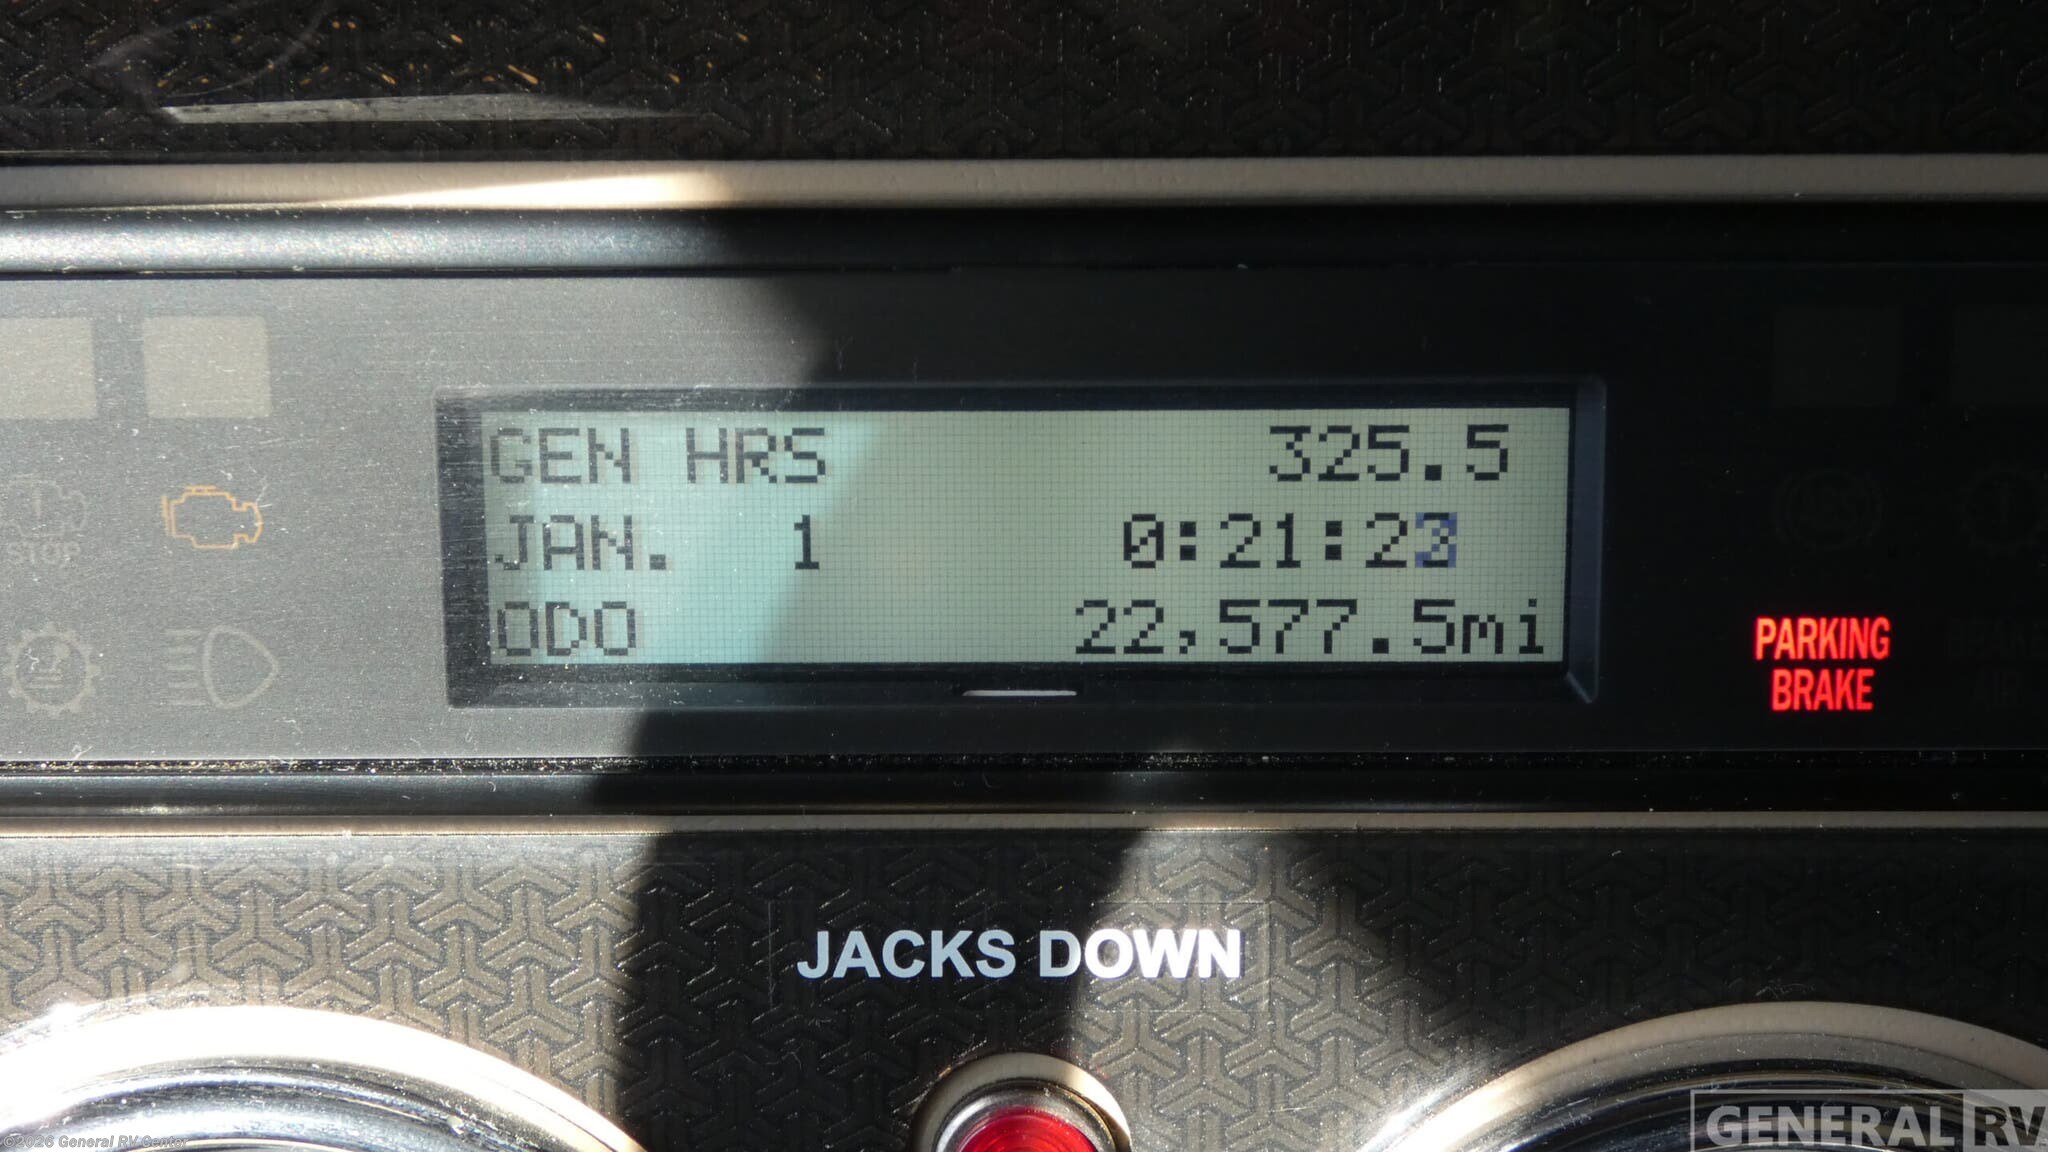 GEN HRS 325.5
JAN. 1 0:21:23
ODO 22,577.5mi
STOP
PARKING
BRAKE
JACKS DOWN
GENERAL RV
©2026 General RV Center